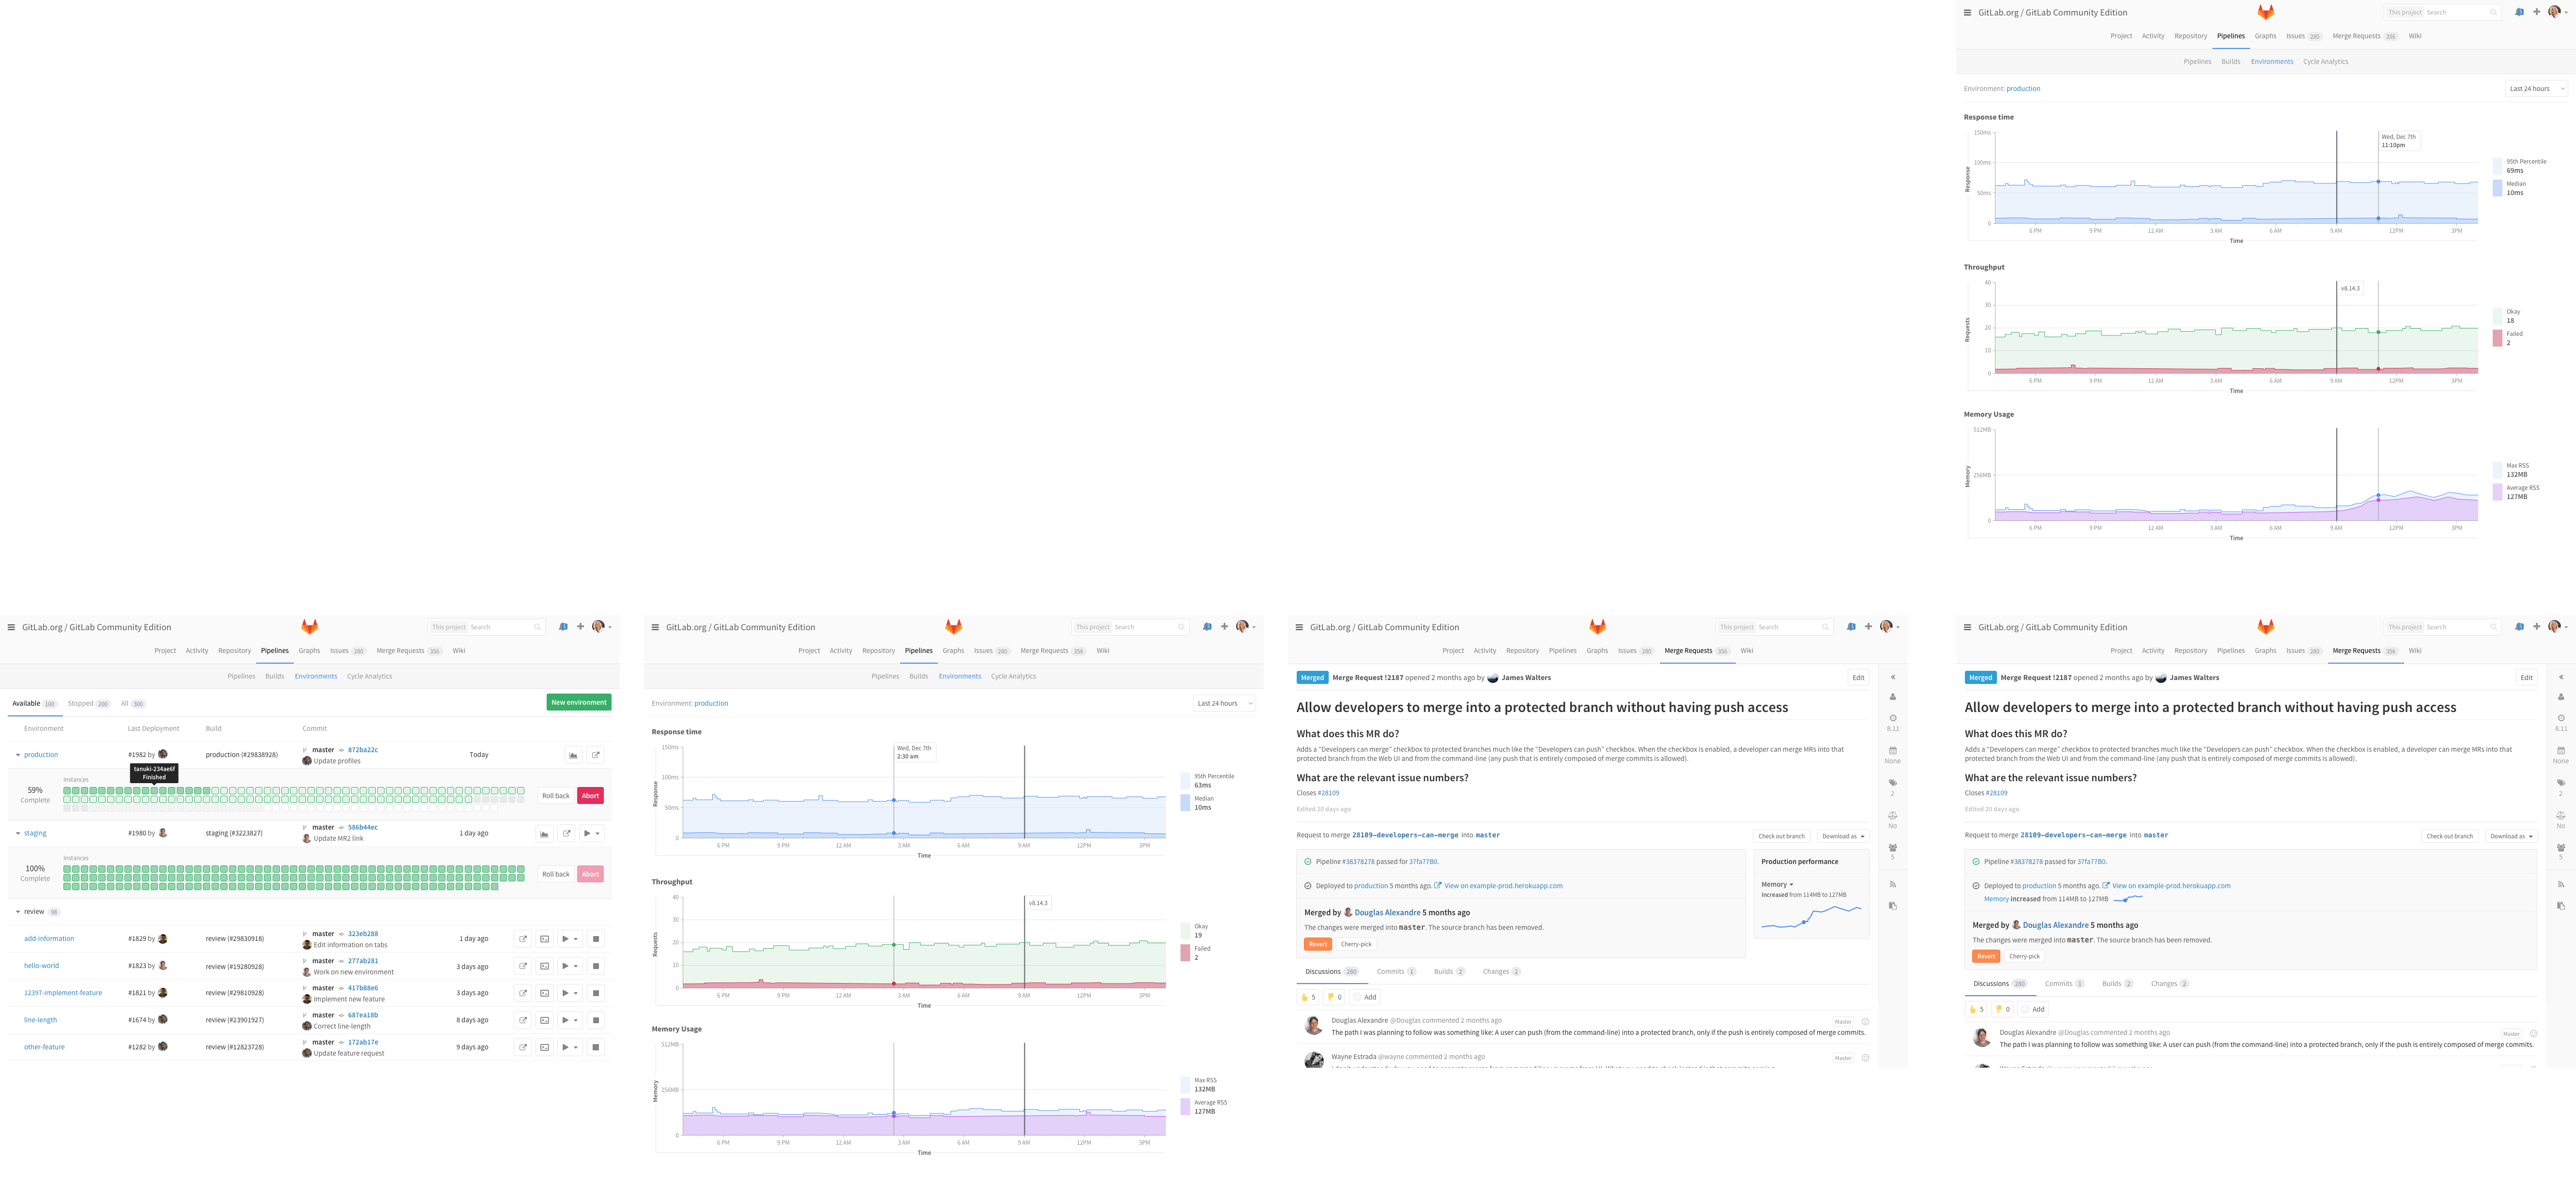 GitLab.org / GitLab Community Edition
This project Search
Project Activity Repository Pipelines Graphs Issues 280 Merge Requests 356 Wiki
Pipelines Builds Environments Cycle Analytics
Environment: production
Last 24 hours
Response time
150ms
100ms
50ms
0
Response
Wed, Dec 7th
11:10pm
95th Percentile
69ms
Median
10ms
6 PM 9 PM 12 AM 3 AM 6 AM 9 AM 12PM 3PM
Time
Throughput
40
30
20
10
0
Requests
v8.14.3
Okay
18
Failed
2
6 PM 9 PM 12 AM 3 AM 6 AM 9 AM 12PM 3PM
Time
Memory Usage
512MB
256MB
0
Memory
Max RSS
132MB
Average RSS
127MB
6 PM 9 PM 12 AM 3 AM 6 AM 9 AM 12PM 3PM
Time
GitLab.org / GitLab Community Edition
This project Search
Project Activity Repository Pipelines Graphs Issues 280 Merge Requests 356 Wiki
Pipelines Builds Environments Cycle Analytics
Available 100 Stopped 200 All 300
New environment
Environment Last Deployment Build Commit
production #1982 by production (#29838928) master 872ba22c Today
Update profiles
tanuki-234ae6f
Finished
Instances
59%
Complete
Roll back Abort
staging #1980 by staging (#3223827) master 586b44ec 1 day ago
Update MR2 link
Instances
100%
Complete
Roll back Abort
review 98
add-information #1829 by review (#29830918) master 323eb288 1 day ago
Edit information on tabs
hello-world #1823 by review (#19280928) master 277ab281 3 days ago
Work on new environment
12397-implement-feature #1821 by review (#29810928) master 417b88e6 3 days ago
Implement new feature
line-length #1674 by review (#23901927) master 687ea18b 8 days ago
Correct line-length
other-feature #1282 by review (#12823728) master 172ab17e 9 days ago
Update feature request
GitLab.org / GitLab Community Edition
This project Search
Project Activity Repository Pipelines Graphs Issues 280 Merge Requests 356 Wiki
Pipelines Builds Environments Cycle Analytics
Environment: production
Last 24 hours
Response time
150ms
100ms
50ms
0
Response
Wed, Dec 7th
2:30 am
95th Percentile
63ms
Median
10ms
6 PM 9 PM 12 AM 3 AM 6 AM 9 AM 12PM 3PM
Time
Throughput
40
30
20
10
0
Requests
v8.14.3
Okay
19
Failed
2
6 PM 9 PM 12 AM 3 AM 6 AM 9 AM 12PM 3PM
Time
Memory Usage
512MB
256MB
0
Memory
Max RSS
132MB
Average RSS
127MB
6 PM 9 PM 12 AM 3 AM 6 AM 9 AM 12PM 3PM
Time
GitLab.org / GitLab Community Edition
This project Search
Project Activity Repository Pipelines Graphs Issues 280 Merge Requests 356 Wiki
Merged Merge Request !2187 opened 2 months ago by James Walters
Edit
Allow developers to merge into a protected branch without having push access
What does this MR do?
Adds a "Developers can merge" checkbox to protected branches much like the "Developers can push" checkbox. When the checkbox is enabled, a developer can merge MRs into that
protected branch from the Web UI and from the command-line (any push that is entirely composed of merge commits is allowed).
What are the relevant issue numbers?
Closes #28109
Edited 20 days ago
Request to merge 28109-developers-can-merge into master
Check out branch Download as
Pipeline #38378278 passed for 37fa77B0.
Deployed to production 5 months ago. View on example-prod.herokuapp.com
Merged by Douglas Alexandre 5 months ago
The changes were merged into master. The source branch has been removed.
Revert Cherry-pick
Production performance
Memory
Increased from 114MB to 127MB
Discussions 280 Commits 1 Builds 2 Changes 2
5 0 Add
Douglas Alexandre @Douglas commented 2 months ago
Master
The path I was planning to follow was something like: A user can push (from the command-line) into a protected branch, only if the push is entirely composed of merge commits.
Wayne Estrada @wayne commented 2 months ago
Master
8.11
None
2
No
5
GitLab.org / GitLab Community Edition
This project Search
Project Activity Repository Pipelines Graphs Issues 280 Merge Requests 356 Wiki
Merged Merge Request !2187 opened 2 months ago by James Walters
Edit
Allow developers to merge into a protected branch without having push access
What does this MR do?
Adds a "Developers can merge" checkbox to protected branches much like the "Developers can push" checkbox. When the checkbox is enabled, a developer can merge MRs into that
protected branch from the Web UI and from the command-line (any push that is entirely composed of merge commits is allowed).
What are the relevant issue numbers?
Closes #28109
Edited 20 days ago
Request to merge 28109-developers-can-merge into master
Check out branch Download as
Pipeline #38378278 passed for 37fa77B0.
Deployed to production 5 months ago. View on example-prod.herokuapp.com
Memory increased from 114MB to 127MB
Merged by Douglas Alexandre 5 months ago
The changes were merged into master. The source branch has been removed.
Revert Cherry-pick
Discussions 280 Commits 1 Builds 2 Changes 2
5 0 Add
Douglas Alexandre @Douglas commented 2 months ago
Master
The path I was planning to follow was something like: A user can push (from the command-line) into a protected branch, only if the push is entirely composed of merge commits.
8.11
None
2
No
5